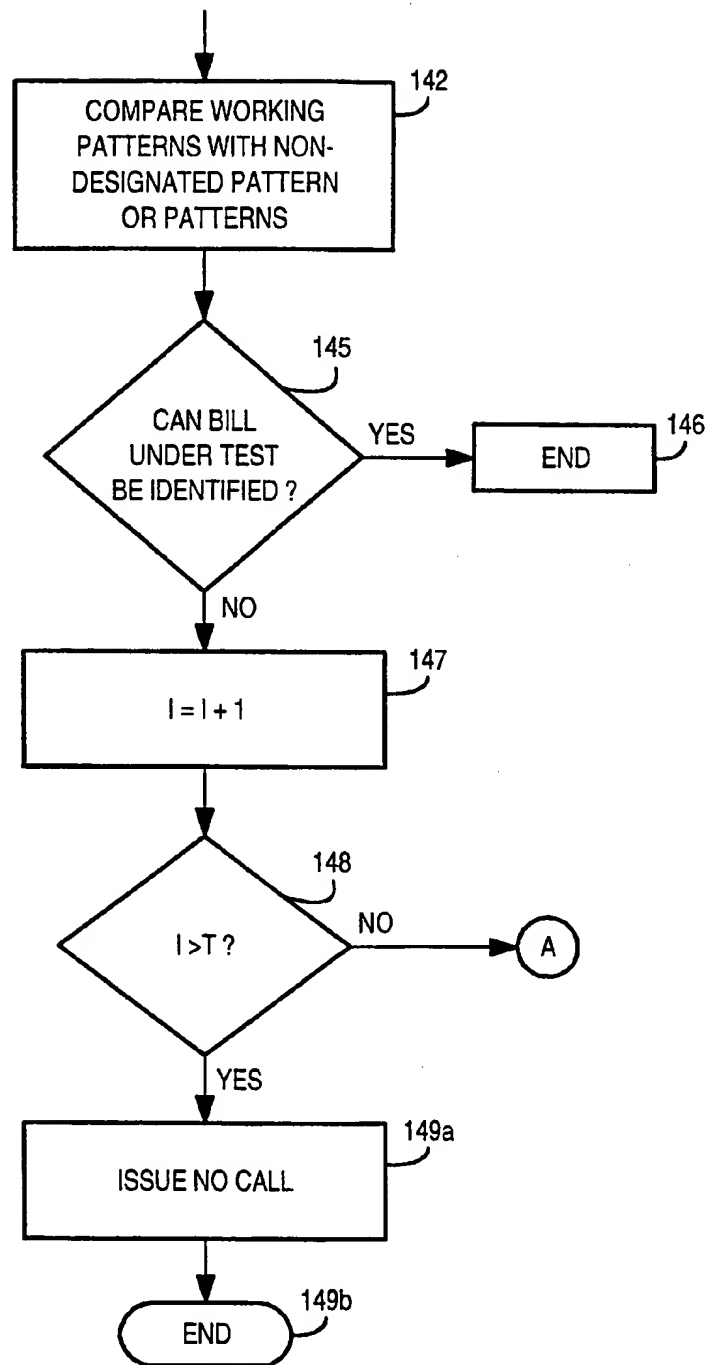 142
COMPARE WORKING
PATTERNS WITH NON-
DESIGNATED PATTERN
OR PATTERNS
145
CAN BILL
UNDER TEST
BE IDENTIFIED ?
YES
146
END
NO
147
I = I + 1
148
I >T ?
NO
A
YES
149a
ISSUE NO CALL
149b
END